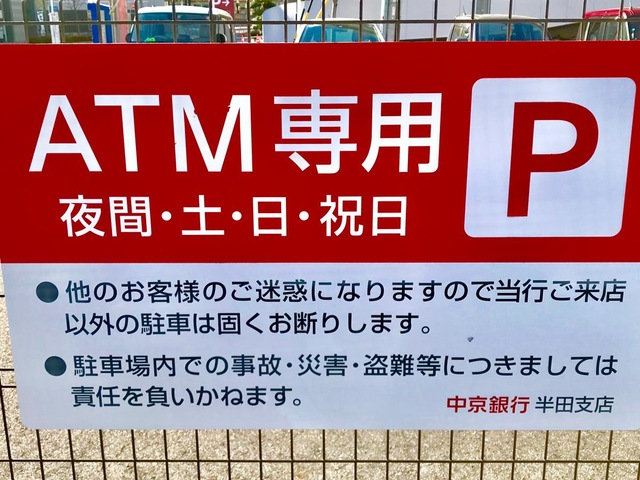 ATM専用
P
夜間・土・日・祝日
●他のお客様のご迷惑になりますので当行ご来店
以外の駐車は固くお断りします。
●駐車場内での事故・災害・盗難等につきましては
責任を負いかねます。
中京銀行 半田支店